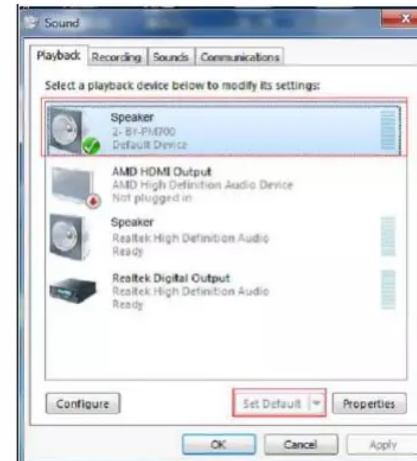 Sound
Playback Recording Sounds Communications
Select a playback device below to modify its settings:
Speaker
2- BY-PM700
Default Device
AMD HDMI Output
AMD High Definition Audio Device
Not plugged in
Speaker
Realtek High Definition Audio
Ready
Realtek Digital Output
Realtek High Definition Audio
Ready
Configure Set Default Properties
OK Cancel Apply